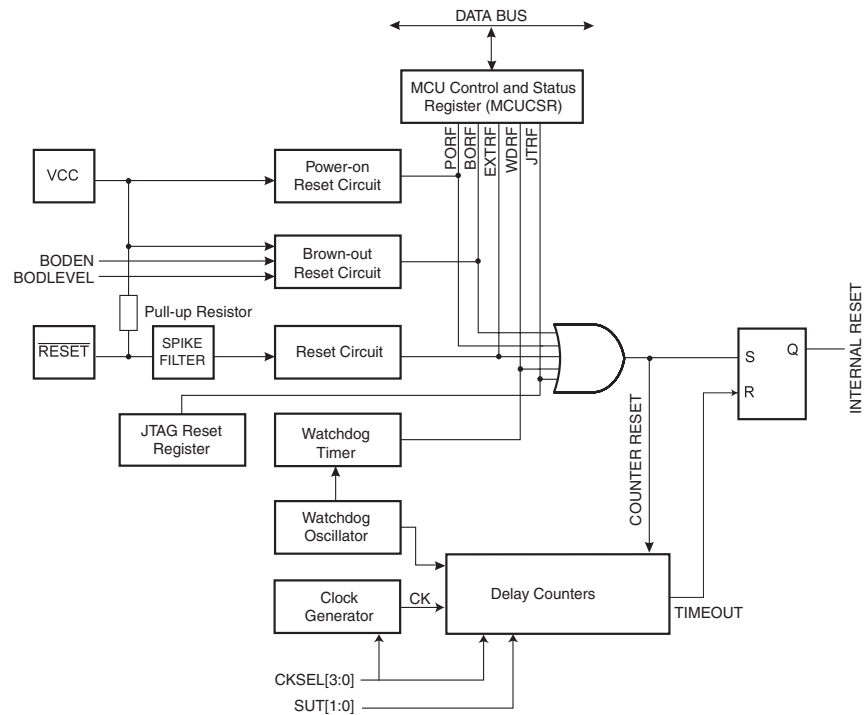 DATA BUS
MCU Control and Status
Register (MCUCSR)
PORF
BORF
EXTRF
WDRF
JTRF
VCC
Power-on
Reset Circuit
BODEN
BODLEVEL
Brown-out
Reset Circuit
Pull-up Resistor
RESET
SPIKE
FILTER
Reset Circuit
JTAG Reset
Register
Watchdog
Timer
Watchdog
Oscillator
Clock
Generator
CK
Delay Counters
COUNTER RESET
TIMEOUT
S
R
Q
INTERNAL RESET
CKSEL[3:0]
SUT[1:0]